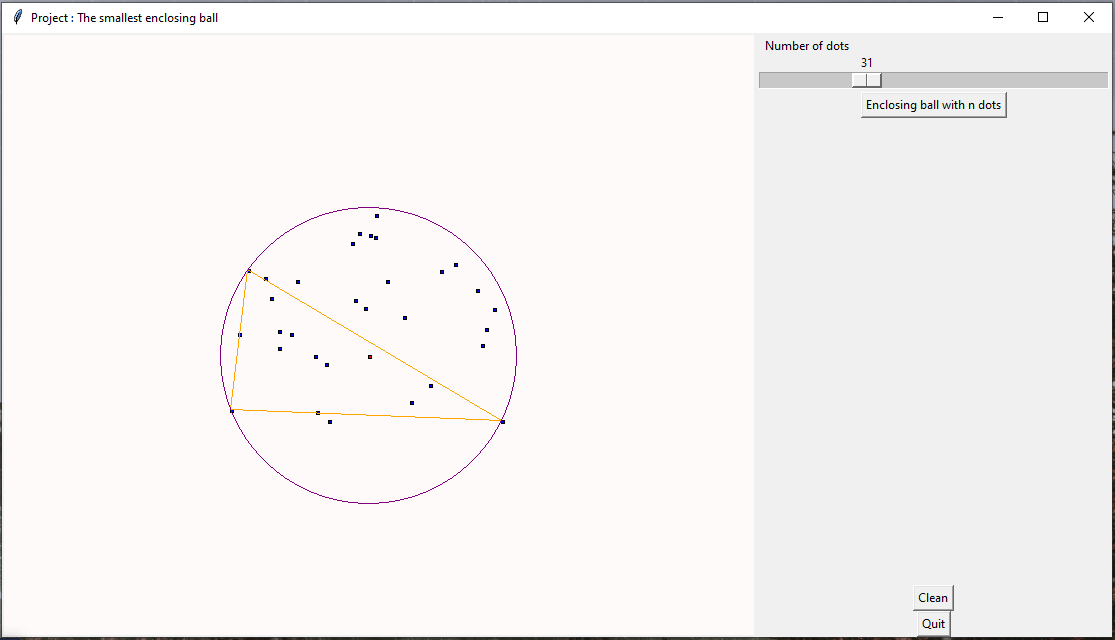 Project : The smallest enclosing ball
Number of dots
31
Enclosing ball with n dots
Clean
Quit